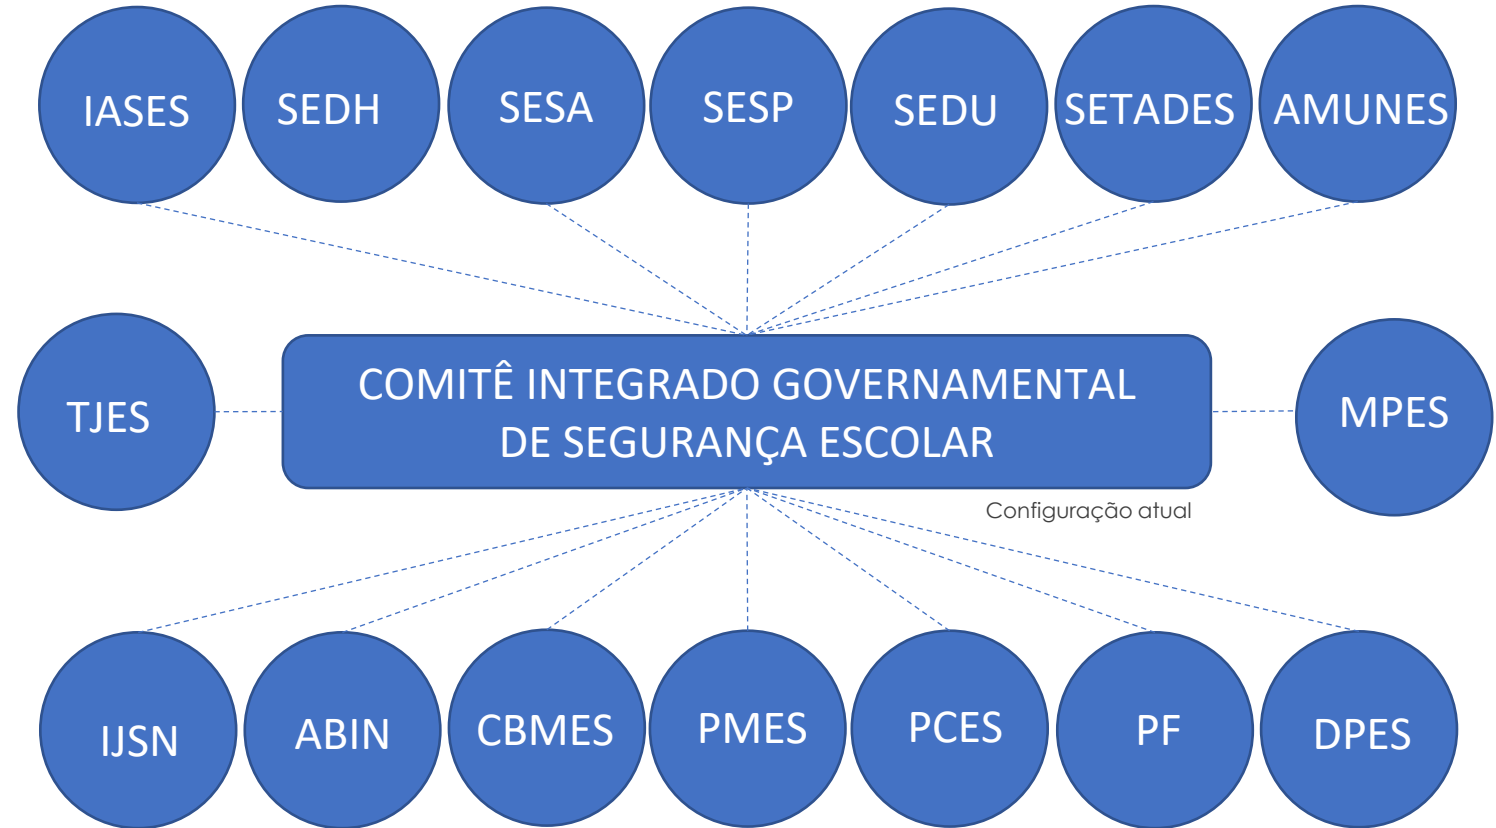 IASES
SEDH
SESA
SESP
SEDU
SETADES
AMUNES
TJES
COMITÊ INTEGRADO GOVERNAMENTAL
DE SEGURANÇA ESCOLAR
MPES
Configuração atual
IJSN
ABIN
CBMES
PMES
PCES
PF
DPES